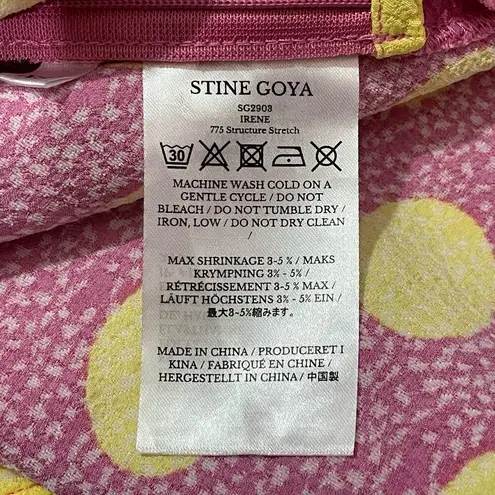 STINE GOYA
SG2903
IRENE
775 Structure Stretch
30
MACHINE WASH COLD ON A
GENTLE CYCLE / DO NOT
BLEACH / DO NOT TUMBLE DRY /
IRON, LOW / DO NOT DRY CLEAN
/
MAX SHRINKAGE 3-5 % / MAKS
KRYMPNING 3% - 5% /
RÉTRÉCISSEMENT 3-5 % MAX /
LÄUFT HÖCHSTENS 3% - 5% EIN /
最大3-5%縮みます。
MADE IN CHINA / PRODUCERET I
KINA / FABRIQUÉ EN CHINE /
HERGESTELLT IN CHINA / 中国製